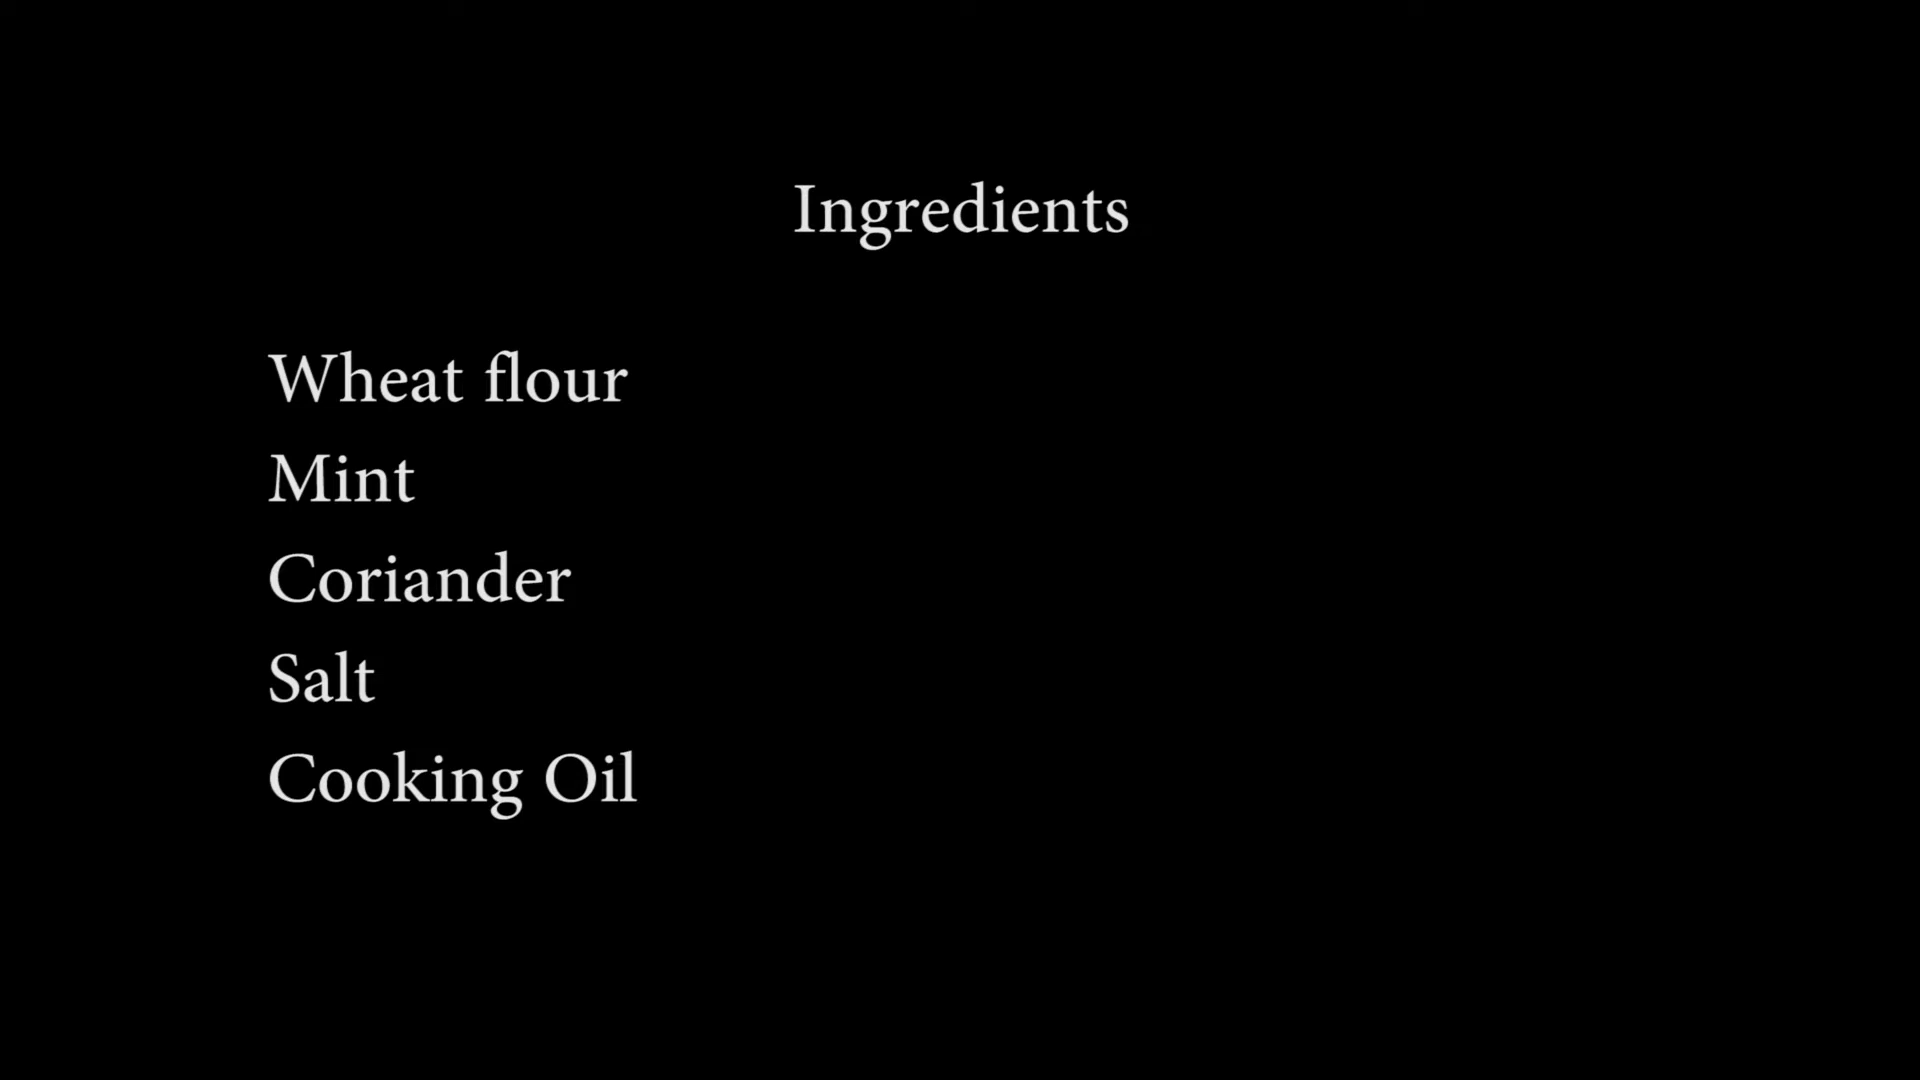 Ingredients
Wheat flour
Mint
Coriander
Salt
Cooking Oil